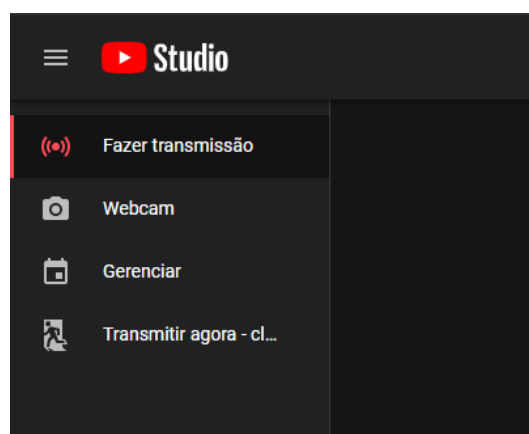 Studio
Fazer transmissão
Webcam
Gerenciar
Transmitir agora - cl...